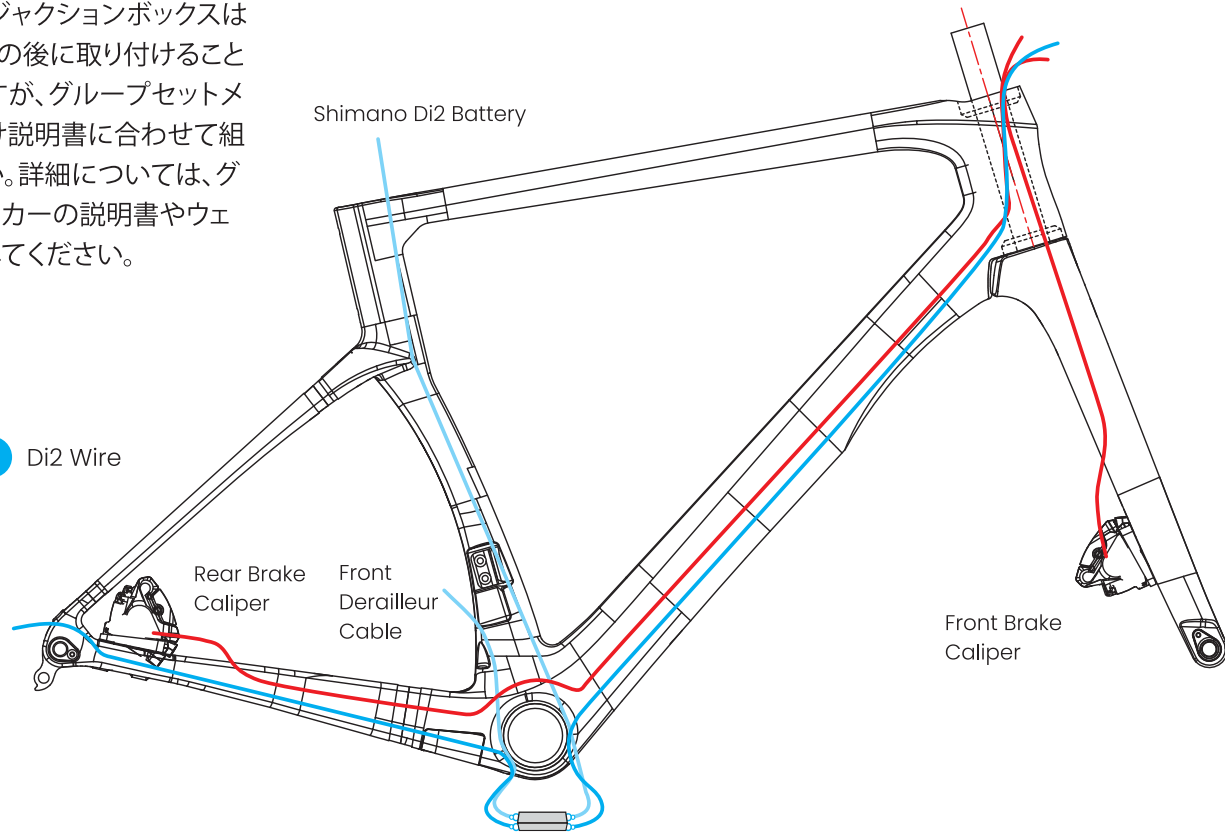 ジャクションボックスは
の後に取り付けること
すが、グループセットメ
け説明書に合わせて組
い。詳細については、グ
カーの説明書やウェ
してください。
Shimano Di2 Battery
Di2 Wire
Rear Brake
Caliper
Front
Derailleur
Cable
Front Brake
Caliper